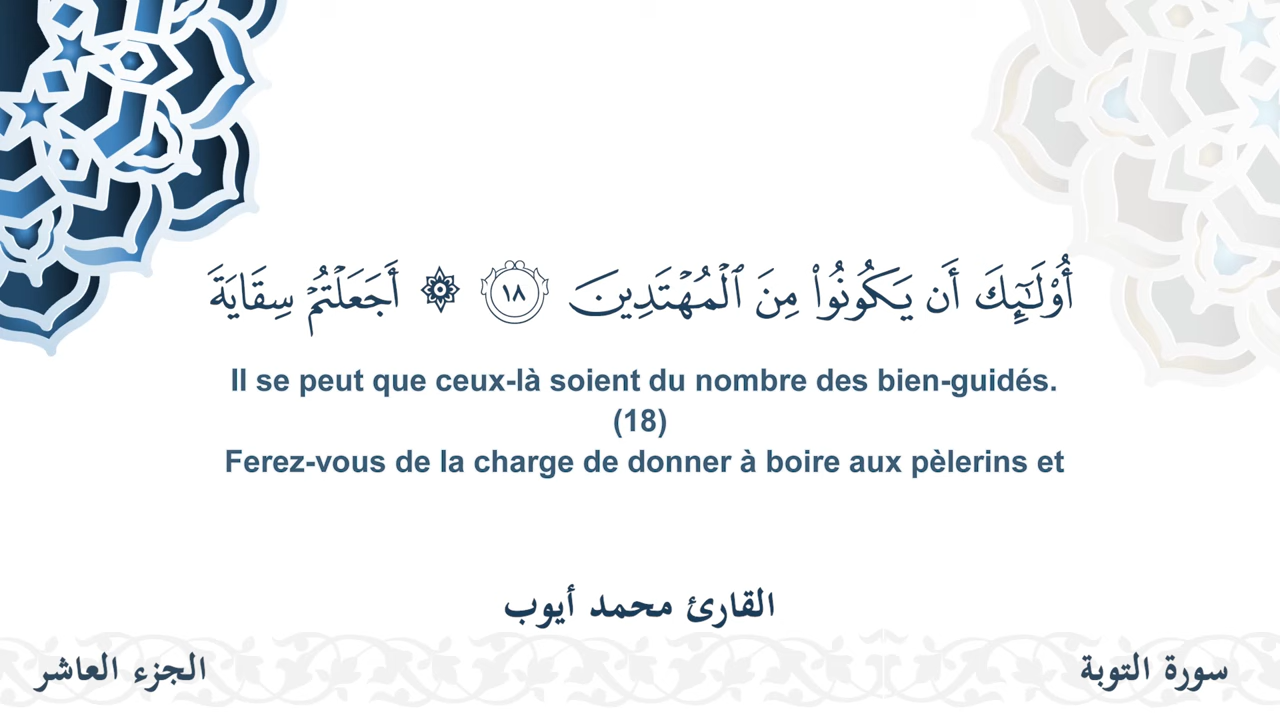 أُو۟لَـٰٓئِكَ أَن يَكُونُوا۟ مِنَ ٱلْمُهْتَدِينَ ١٨ ۞ أَجَعَلْتُمْ سِقَايَةَ
Il se peut que ceux-là soient du nombre des bien-guidés.
(18)
Ferez-vous de la charge de donner à boire aux pèlerins et
القارئ محمد أيوب
سورة التوبة
الجزء العاشر